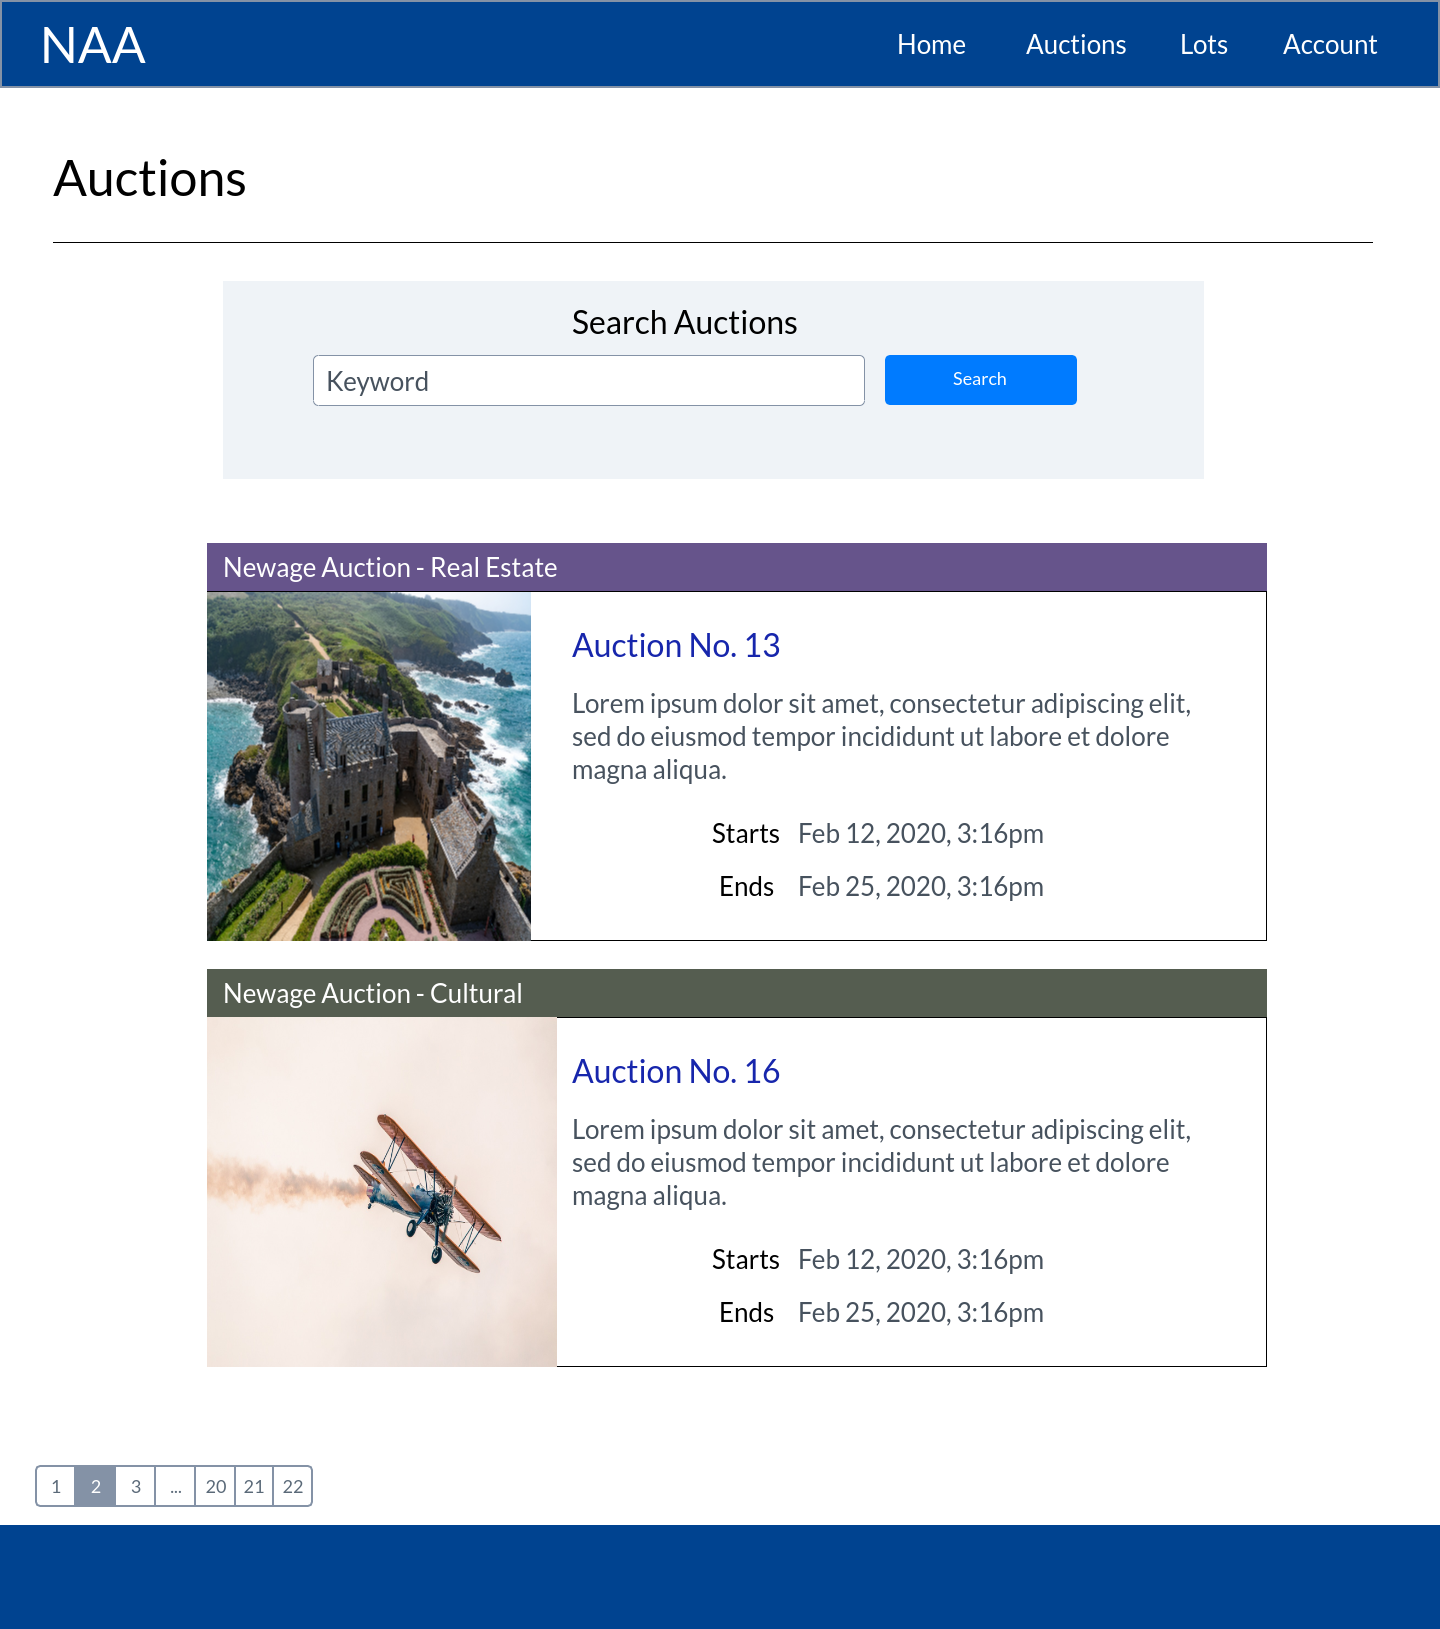 NAA
Home Auctions Lots Account
Auctions
Search Auctions
Keyword
Search
Newage Auction - Real Estate
Auction No. 13
Lorem ipsum dolor sit amet, consectetur adipiscing elit,
sed do eiusmod tempor incididunt ut labore et dolore
magna aliqua.
Starts Feb 12, 2020, 3:16pm
Ends Feb 25, 2020, 3:16pm
Newage Auction - Cultural
Auction No. 16
Lorem ipsum dolor sit amet, consectetur adipiscing elit,
sed do eiusmod tempor incididunt ut labore et dolore
magna aliqua.
Starts Feb 12, 2020, 3:16pm
Ends Feb 25, 2020, 3:16pm
1 2 3 ... 20 21 22